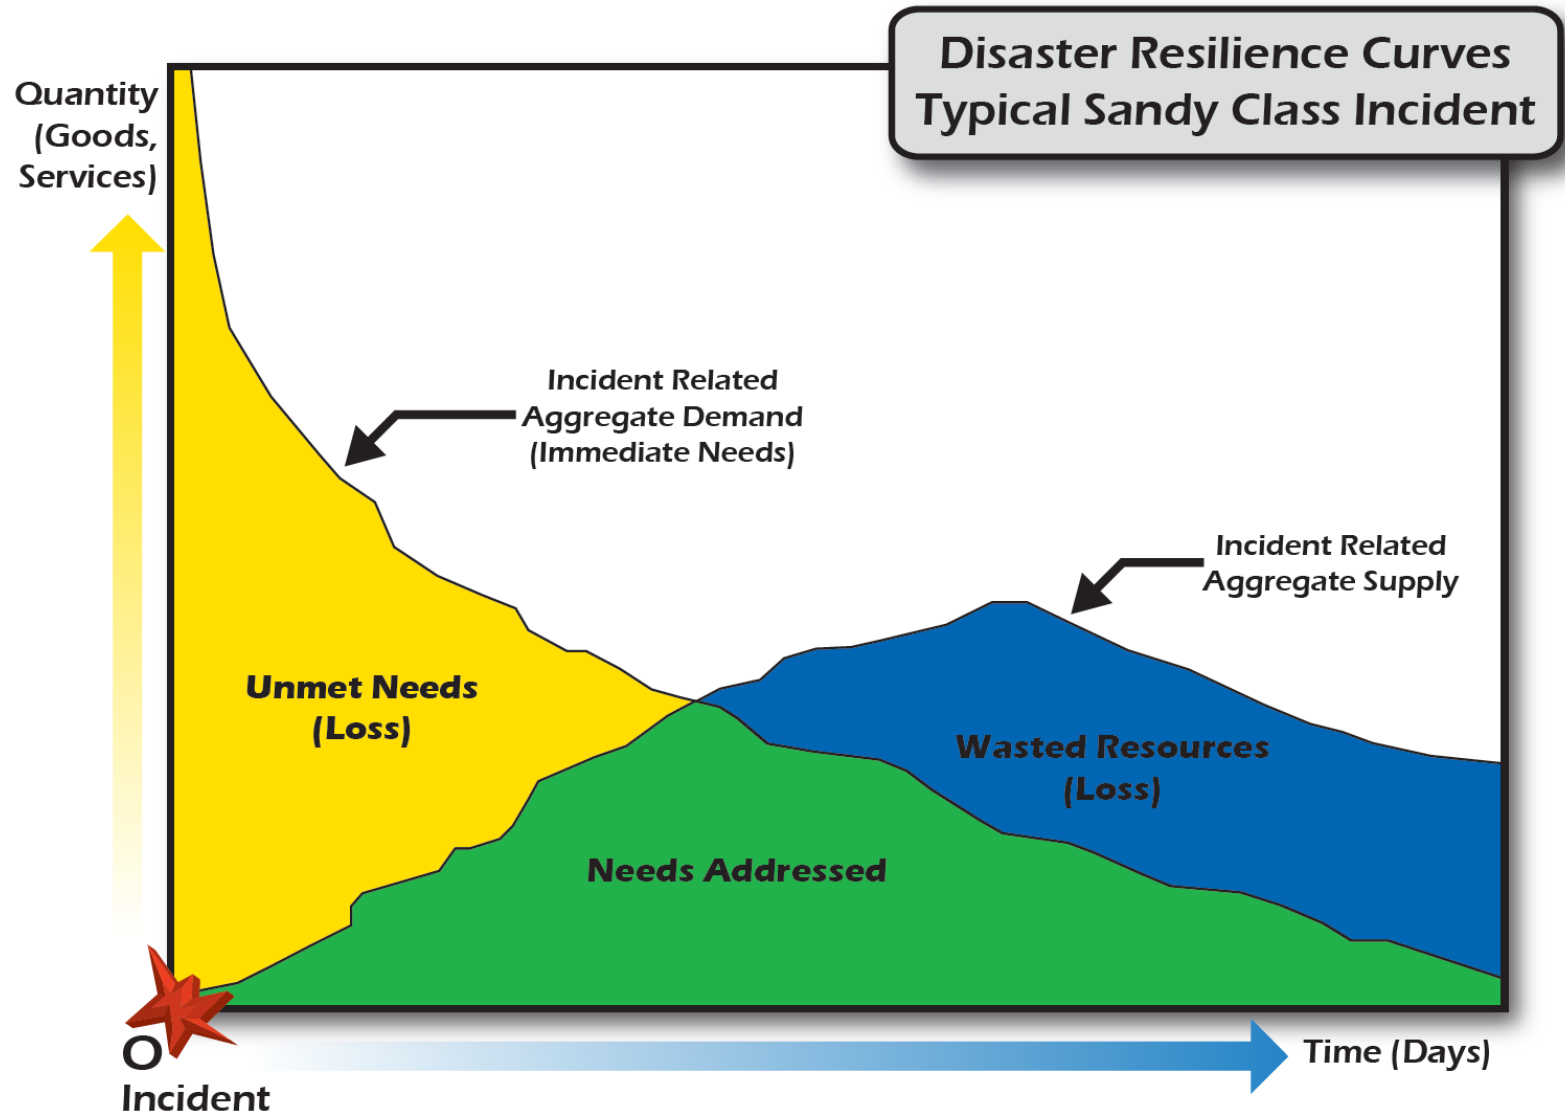 Disaster Resilience Curves
Typical Sandy Class Incident
Quantity
(Goods,
Services)
Incident Related
Aggregate Demand
(Immediate Needs)
Incident Related
Aggregate Supply
Unmet Needs
(Loss)
Wasted Resources
(Loss)
Needs Addressed
O
Incident
Time (Days)